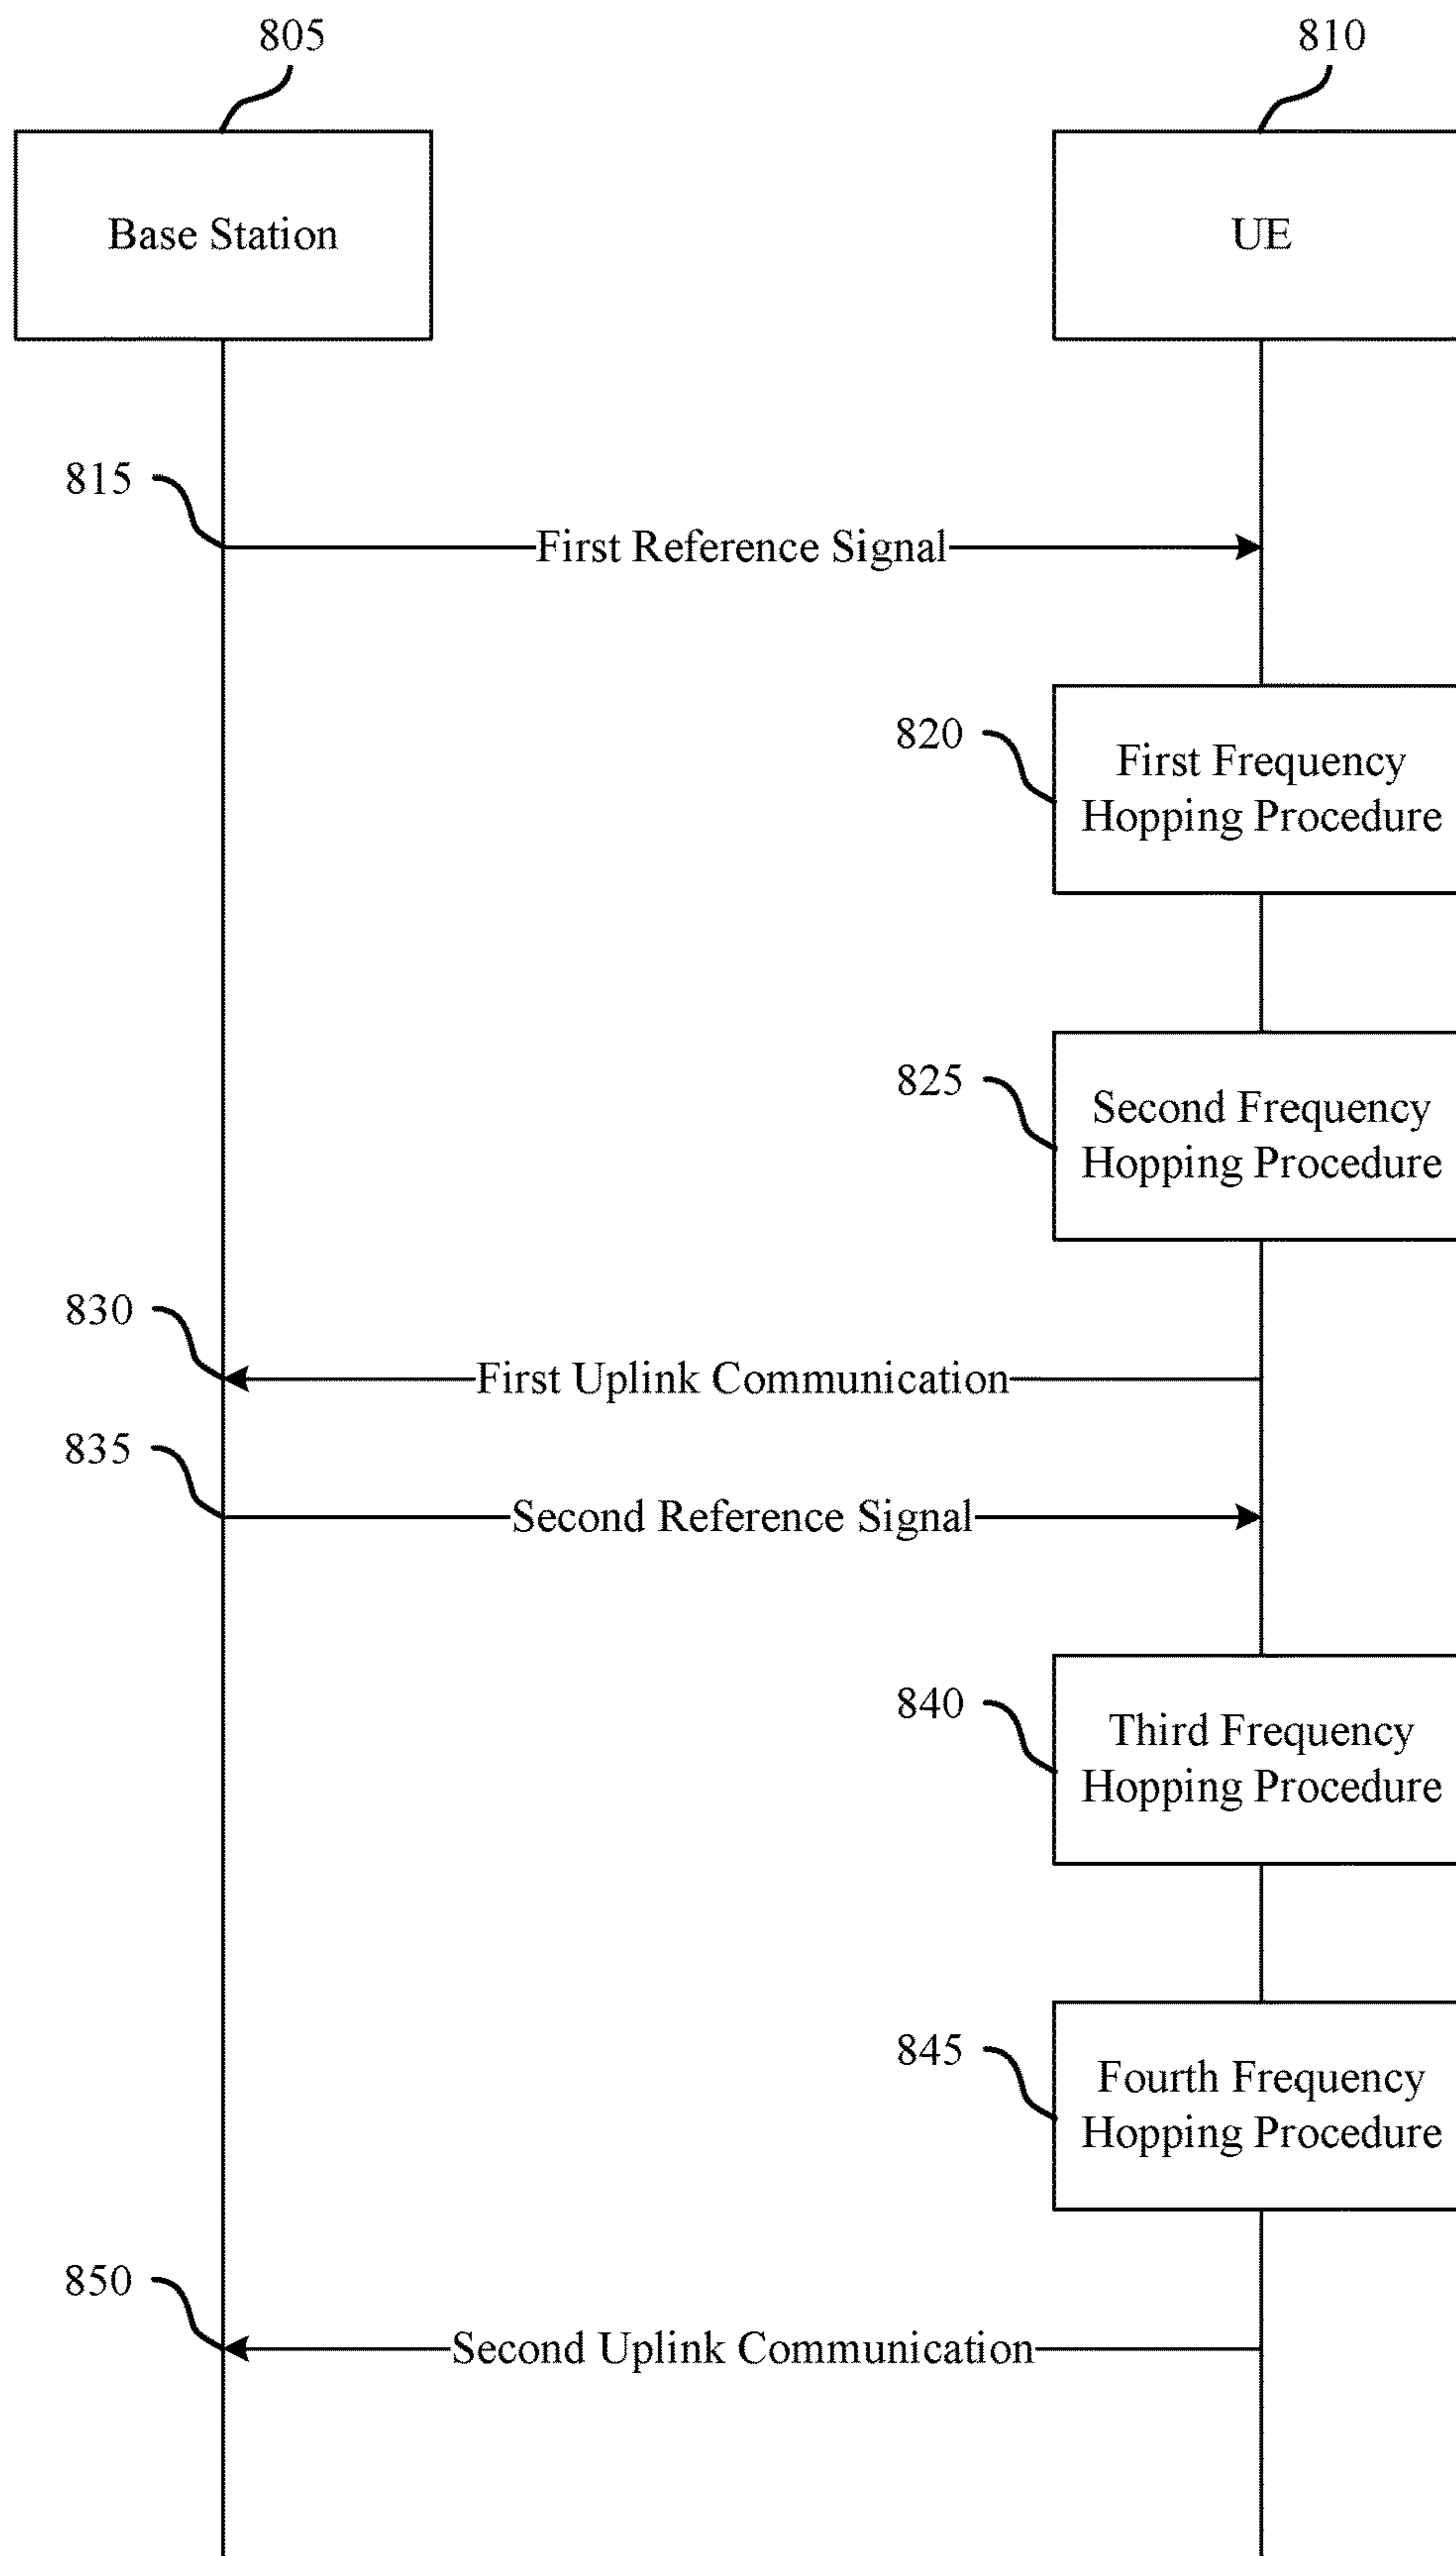 805
810
Base Station
UE
815
First Reference Signal
820
First Frequency
Hopping Procedure
825
Second Frequency
Hopping Procedure
830
First Uplink Communication
835
Second Reference Signal
840
Third Frequency
Hopping Procedure
845
Fourth Frequency
Hopping Procedure
850
Second Uplink Communication